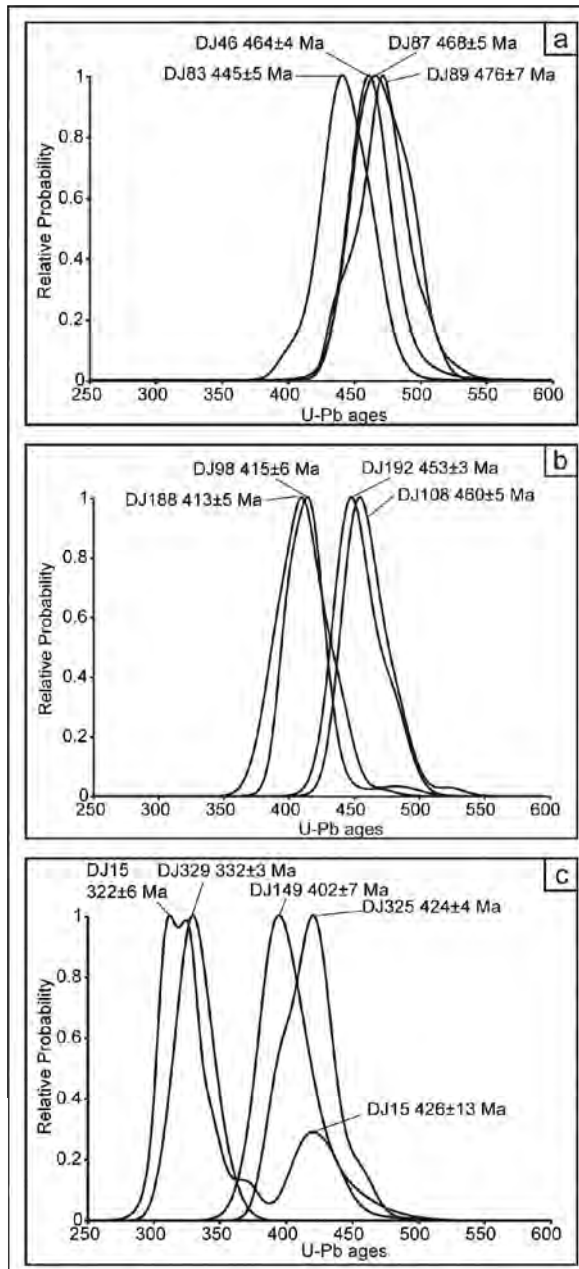 a
DJ46 464±4 Ma DJ87 468±5 Ma
DJ83 445±5 Ma DJ89 476±7 Ma
1
0.8
0.6
0.4
0.2
0
Relative Probability
250 300 350 400 450 500 550 600
U-Pb ages
b
DJ98 415±6 Ma DJ192 453±3 Ma
DJ188 413±5 Ma DJ108 460±5 Ma
1
0.8
0.6
0.4
0.2
0
Relative Probability
250 300 350 400 450 500 550 600
U-Pb ages
c
DJ15 DJ329 332±3 Ma
322±6 Ma DJ149 402±7 Ma
DJ325 424±4 Ma
1
0.8
0.6
0.4
0.2
0
Relative Probability
DJ15 426±13 Ma
250 300 350 400 450 500 550 600
U-Pb ages